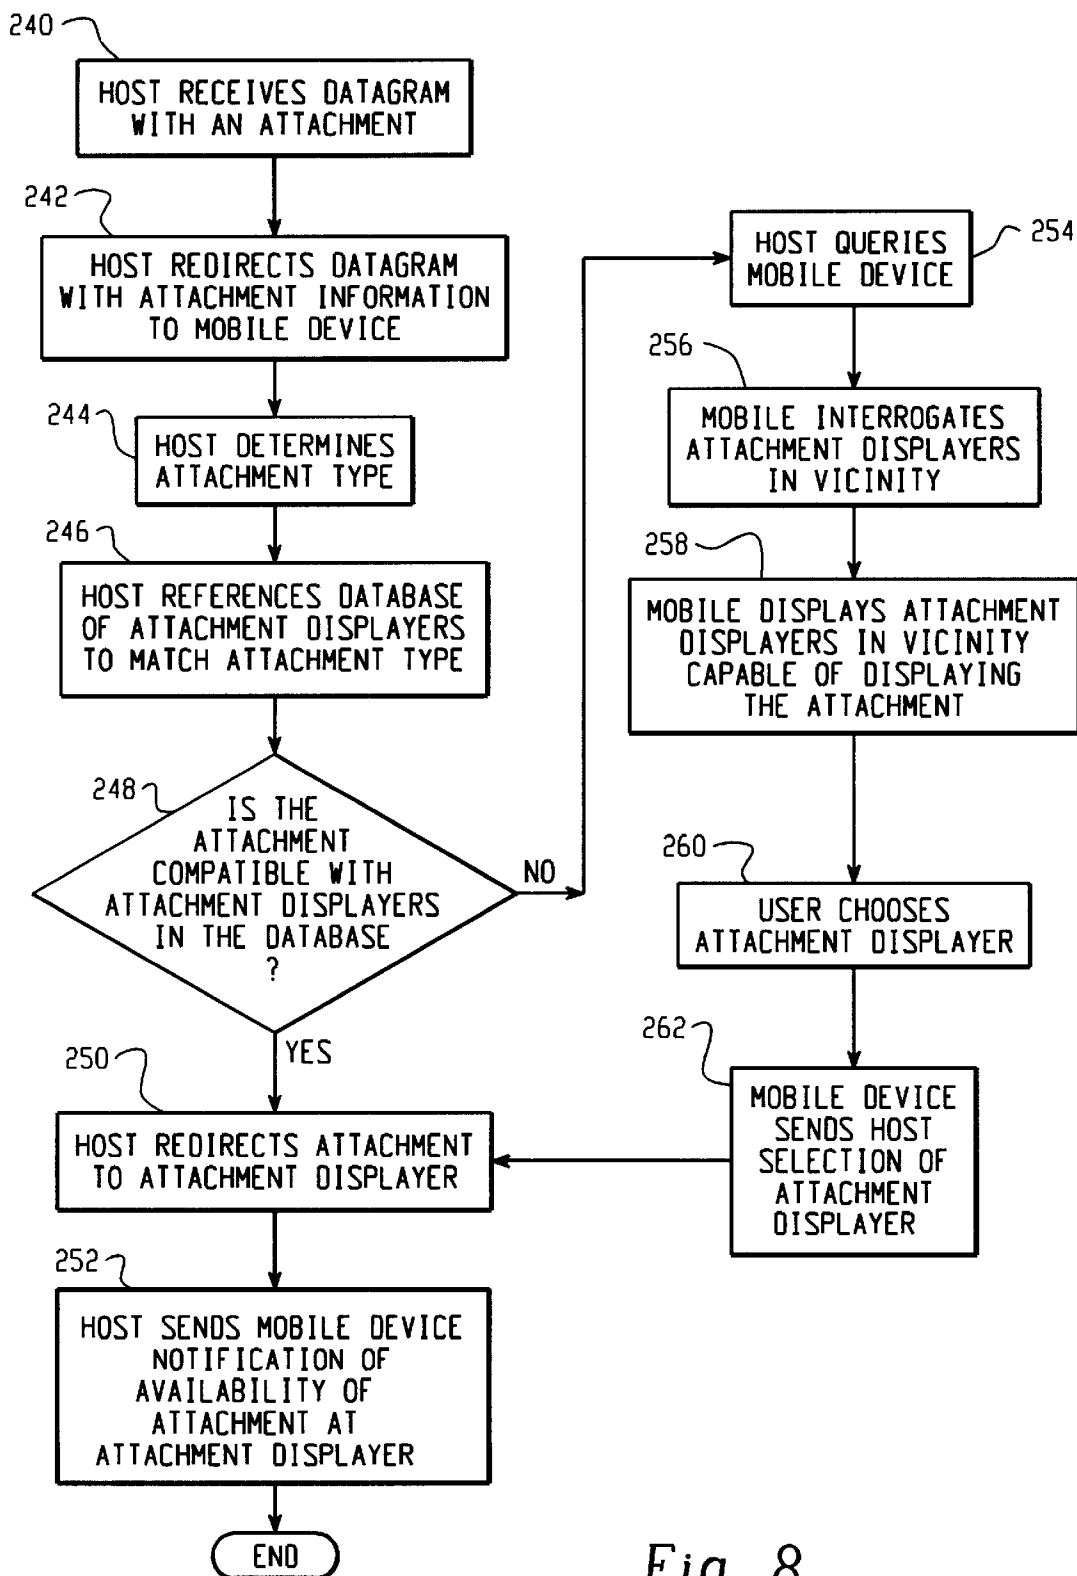 240
HOST RECEIVES DATAGRAM
WITH AN ATTACHMENT
242
HOST REDIRECTS DATAGRAM
WITH ATTACHMENT INFORMATION
TO MOBILE DEVICE
244
HOST DETERMINES
ATTACHMENT TYPE
246
HOST REFERENCES DATABASE
OF ATTACHMENT DISPLAYERS
TO MATCH ATTACHMENT TYPE
248
IS THE
ATTACHMENT
COMPATIBLE WITH
ATTACHMENT DISPLAYERS
IN THE DATABASE
?
NO
YES
250
HOST REDIRECTS ATTACHMENT
TO ATTACHMENT DISPLAYER
252
HOST SENDS MOBILE DEVICE
NOTIFICATION OF
AVAILABILITY OF
ATTACHMENT AT
ATTACHMENT DISPLAYER
END
254
HOST QUERIES
MOBILE DEVICE
256
MOBILE INTERROGATES
ATTACHMENT DISPLAYERS
IN VICINITY
258
MOBILE DISPLAYS ATTACHMENT
DISPLAYERS IN VICINITY
CAPABLE OF DISPLAYING
THE ATTACHMENT
260
USER CHOOSES
ATTACHMENT DISPLAYER
262
MOBILE DEVICE
SENDS HOST
SELECTION OF
ATTACHMENT
DISPLAYER
Fig. 8